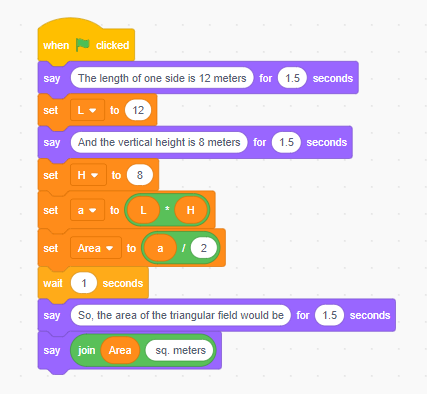 when clicked
say The length of one side is 12 meters for 1.5 seconds
set L to 12
say And the vertical height is 8 meters for 1.5 seconds
set H to 8
set a to L * H
set Area to a / 2
wait 1 seconds
say So, the area of the triangular field would be for 1.5 seconds
say join Area sq. meters